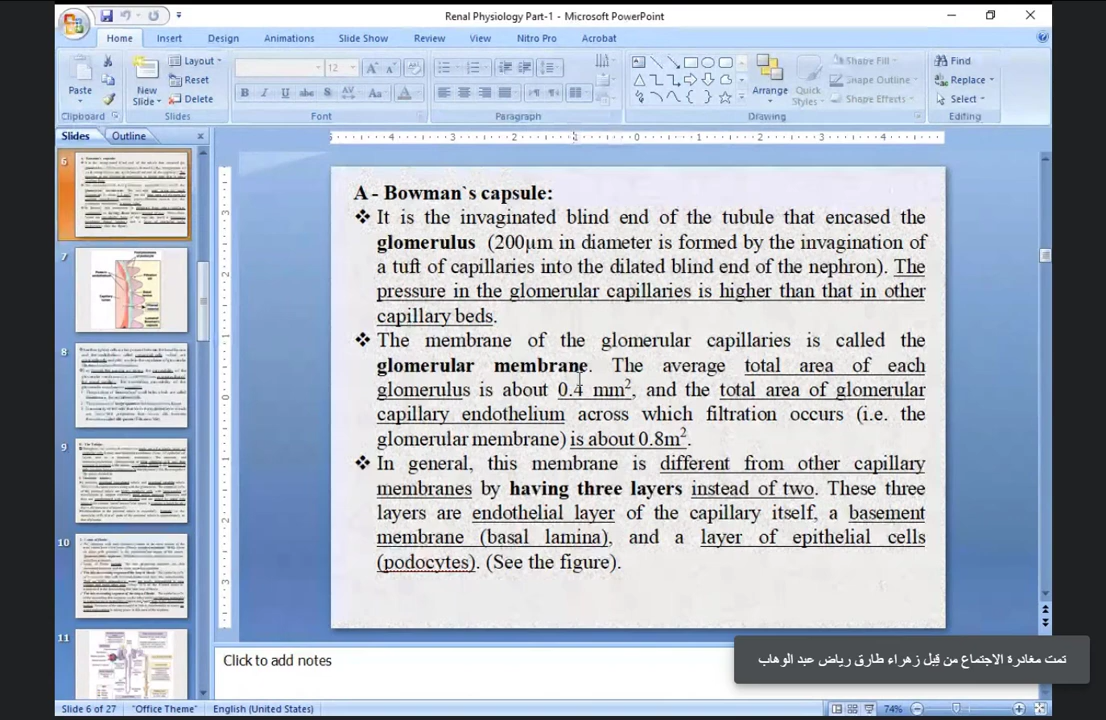 Renal Physiology Part-1 - Microsoft PowerPoint
Home Insert Design Animations Slide Show Review View Nitro Pro Acrobat
Paste
Clipboard
New
Slide
Layout
Reset
Delete
Slides
12
Font
Paragraph
Arrange
Quick
Styles
Shape Fill
Shape Outline
Shape Effects
Drawing
Find
Replace
Select
Editing
Slides Outline
6
7
8
9
10
11
A - Bowman`s capsule:
❖ It is the invaginated blind end of the tubule that encased the
glomerulus (200µm in diameter is formed by the invagination of
a tuft of capillaries into the dilated blind end of the nephron). The
pressure in the glomerular capillaries is higher than that in other
capillary beds.
❖ The membrane of the glomerular capillaries is called the
glomerular membrane. The average total area of each
glomerulus is about 0.4 mm², and the total area of glomerular
capillary endothelium across which filtration occurs (i.e. the
glomerular membrane) is about 0.8m².
❖ In general, this membrane is different from other capillary
membranes by having three layers instead of two. These three
layers are endothelial layer of the capillary itself, a basement
membrane (basal lamina), and a layer of epithelial cells
(podocytes). (See the figure).
Click to add notes
تمت مغادرة الاجتماع من قبل زهراء طارق رياض عبد الوهاب
Slide 6 of 27 "Office Theme" English (United States) 74%